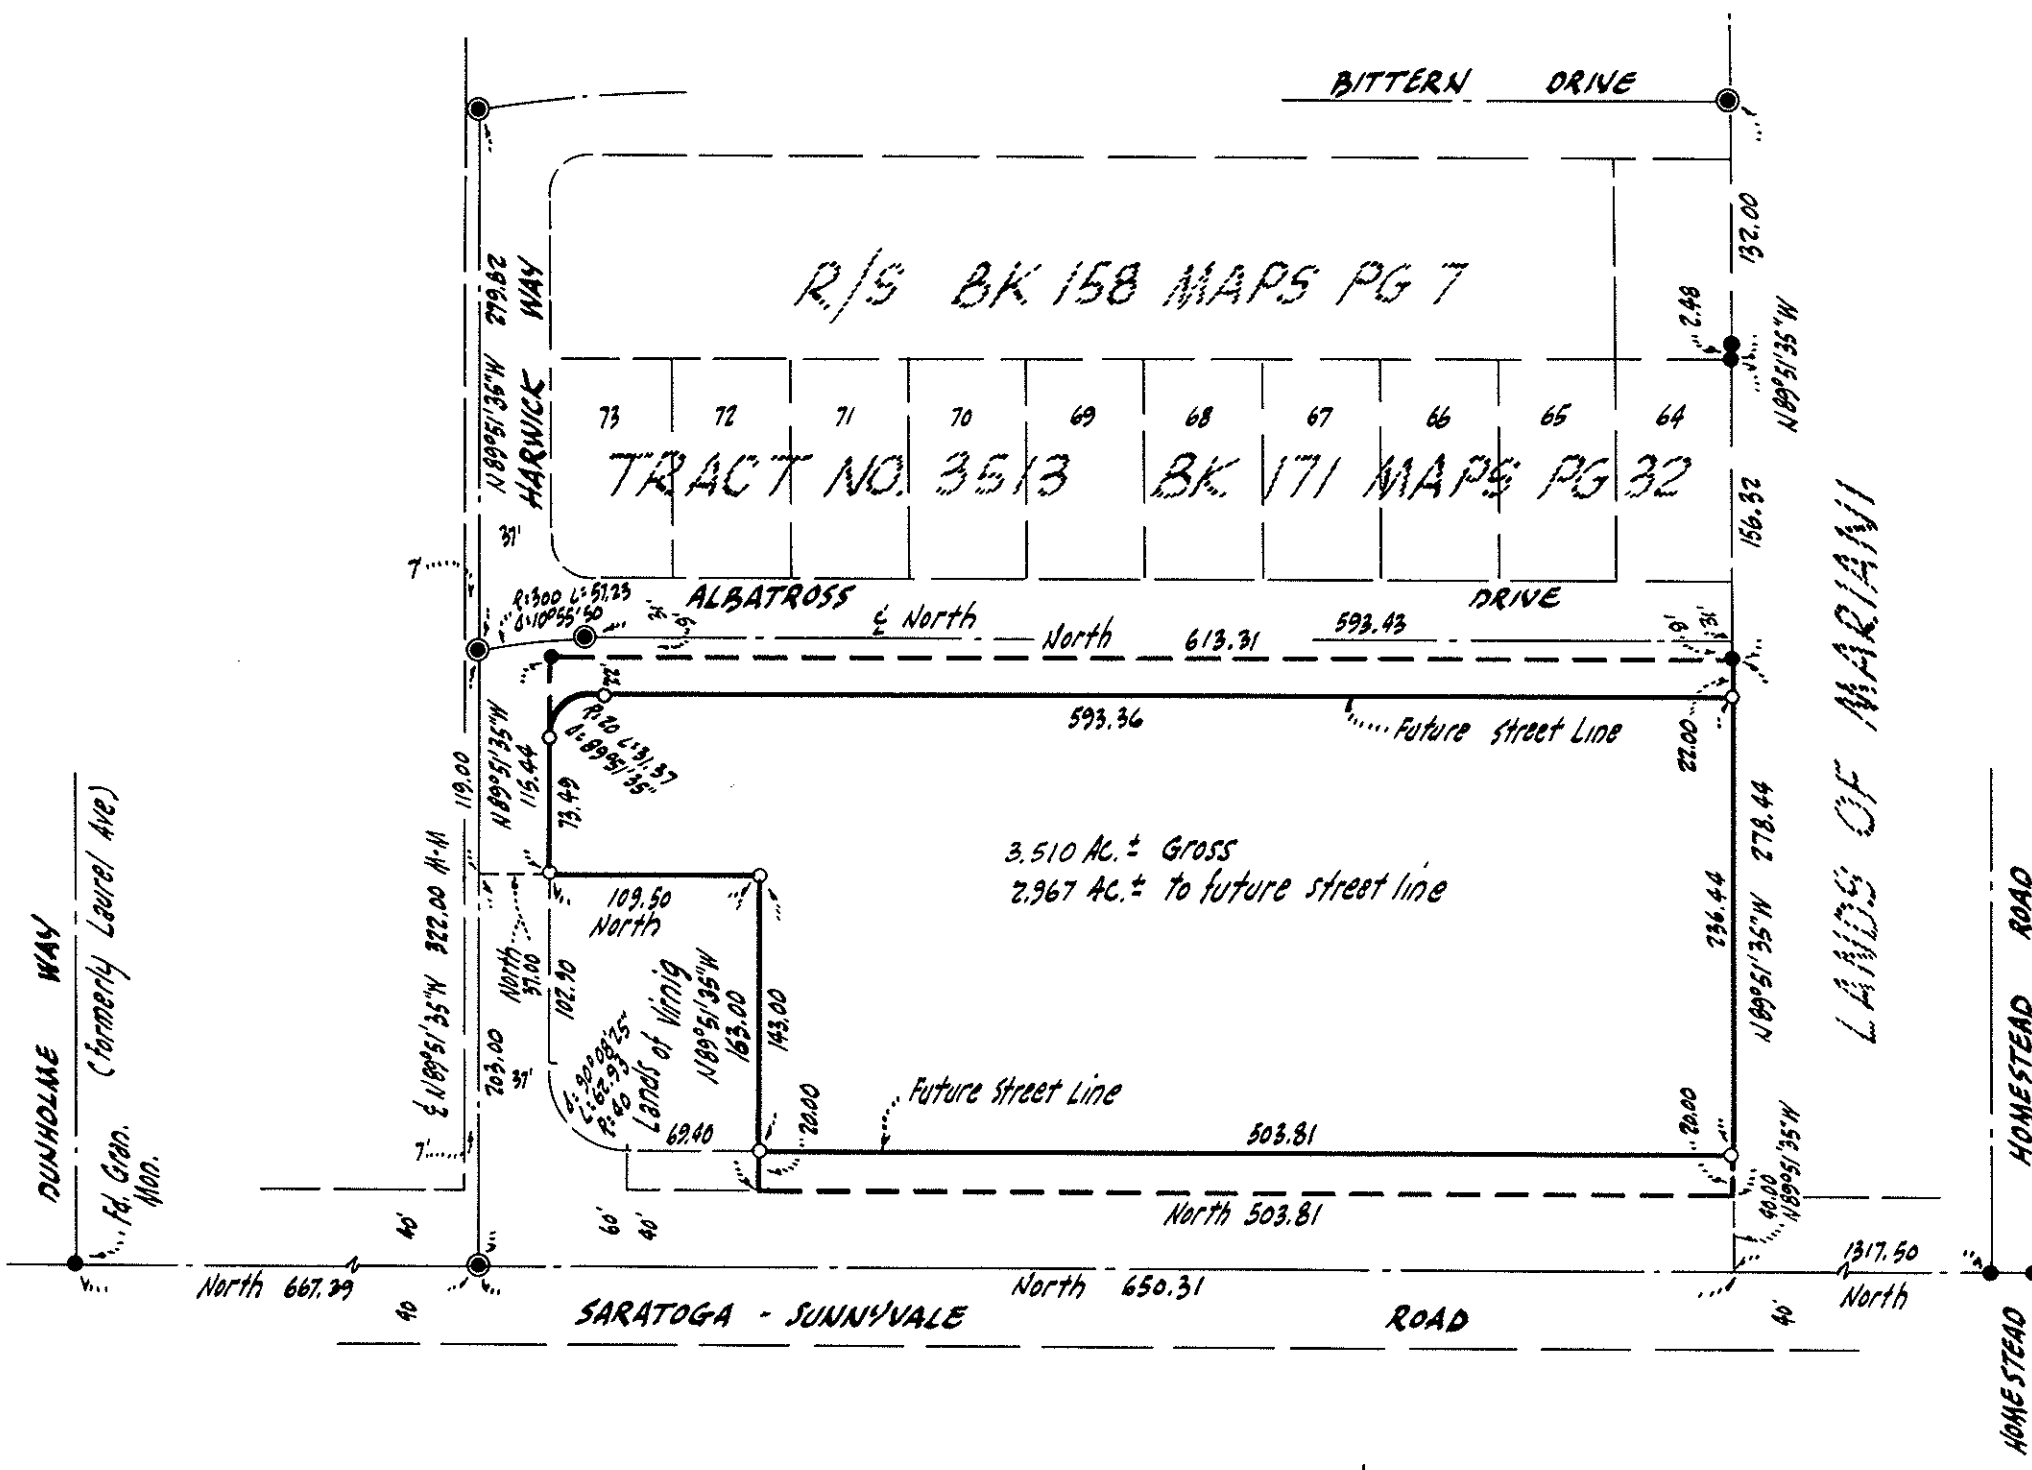 BITTERN DRIVE
132.00
2.48
N89°51'35"W
156.32
R/S BK 158 MAPS PG 7
279.82
N89°51'35"W
HARWICK WAY
37'
7'
73 72 71 70 69 68 67 66 65 64
TRACT NO. 3513 BK 171 MAPS PG 32
R=300 L=57.23
Δ=10°55'50
31'
ALBATROSS DRIVE
℄ North
593.43
North 613.31
31'
593.36
Future Street Line
22'
22.00
R=20 L=31.37
Δ=89°51'35"
N89°51'35"W
115.44
119.00
73.49
℄ N89°51'35"W 322.00 M-M
203.00
37'
7'
109.50
North
North
37.00
102.90
Δ=90°08'25"
L=62.93
R=40
Lands of Virnig
N89°51'35"W
163.00
143.00
69.40
20.00
3.510 Ac.± Gross
2.967 Ac.± to future street line
236.44
N89°51'35"W 278.44
LANDS OF MARIANI
Future Street Line
503.81
20.00
40.00
N89°51'35"W
North 503.81
60'
40'
40'
DUNHOLME WAY
(formerly Laurel Ave)
Fd. Gran.
Mon.
North 667.29
North 650.31
1317.50
North
40
SARATOGA - SUNNYVALE ROAD
40'
HOMESTEAD ROAD
HOMESTEAD